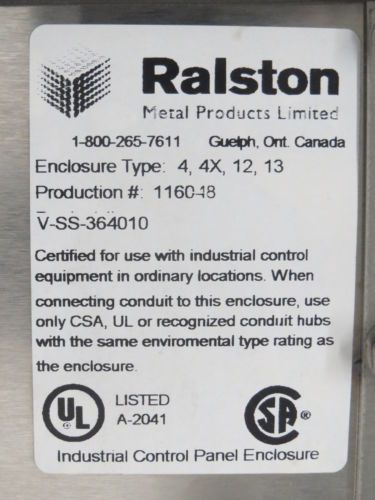 Ralston
Metal Products Limited
1-800-265-7611 Guelph, Ont. Canada
Enclosure Type: 4, 4X, 12, 13
Production #: 116048
V-SS-364010
Certified for use with industrial control
equipment in ordinary locations. When
connecting conduit to this enclosure, use
only CSA, UL or recognized conduit hubs
with the same enviromental type rating as
the enclosure.
UL LISTED
A-2041
CSA ®
Industrial Control Panel Enclosure